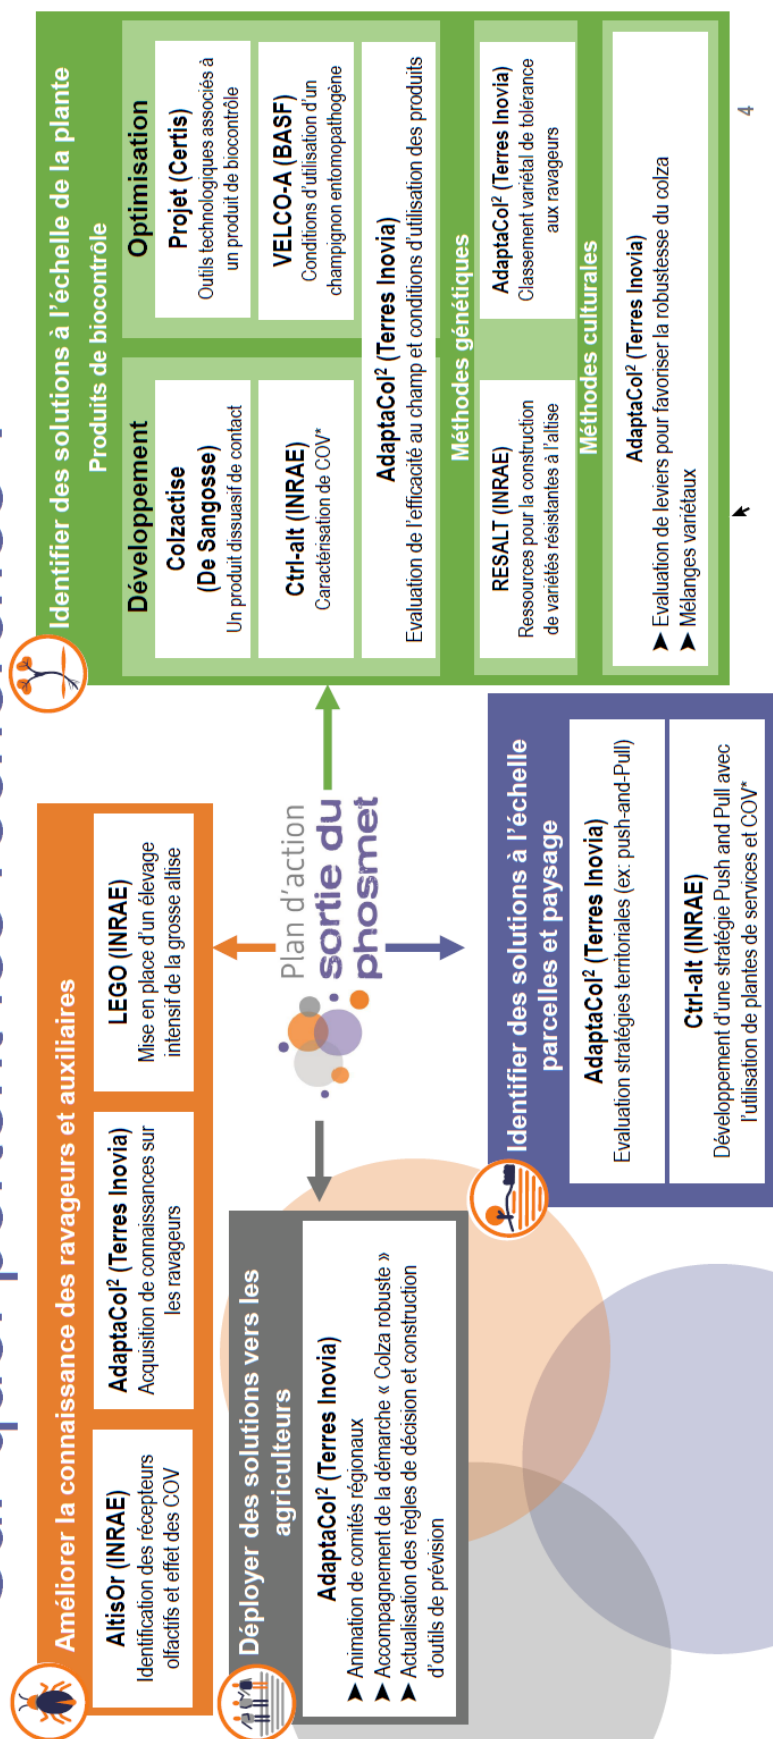 Améliorer la connaissance des ravageurs et auxiliaires
AltisOr (INRAE)
Identification des récepteurs
olfactifs et effet des COV
AdaptaCol² (Terres Inovia)
Acquisition de connaissances sur
les ravageurs
LEGO (INRAE)
Mise en place d'un élevage
intensif de la grosse altise
Identifier des solutions à l'échelle de la plante
Produits de biocontrôle
Développement
Colzactise
(De Sangosse)
Un produit dissuasif de contact
Ctrl-alt (INRAE)
Caractérisation de COV*
Optimisation
Projet (Certis)
Outils technologiques associés à
un produit de biocontrôle
VELCO-A (BASF)
Conditions d'utilisation d'un
champignon entomopathogène
AdaptaCol² (Terres Inovia)
Evaluation de l'efficacité au champ et conditions d'utilisation des produits
Méthodes génétiques
RESALT (INRAE)
Ressources pour la construction
de variétés résistantes à l'altise
AdaptaCol² (Terres Inovia)
Classement variétal de tolérance
aux ravageurs
Méthodes culturales
AdaptaCol² (Terres Inovia)
➤ Evaluation de leviers pour favoriser la robustesse du colza
➤ Mélanges variétaux
Plan d'action
sortie du
phosmet
Déployer des solutions vers les
agriculteurs
AdaptaCol² (Terres Inovia)
➤ Animation de comités régionaux
➤ Accompagnement de la démarche « Colza robuste »
➤ Actualisation des règles de décision et construction
d'outils de prévision
Identifier des solutions à l'échelle
parcelles et paysage
AdaptaCol² (Terres Inovia)
Evaluation stratégies territoriales (ex: push-and-Pull)
Ctrl-alt (INRAE)
Développement d'une stratégie Push and Pull avec
l'utilisation de plantes de services et COV*
4